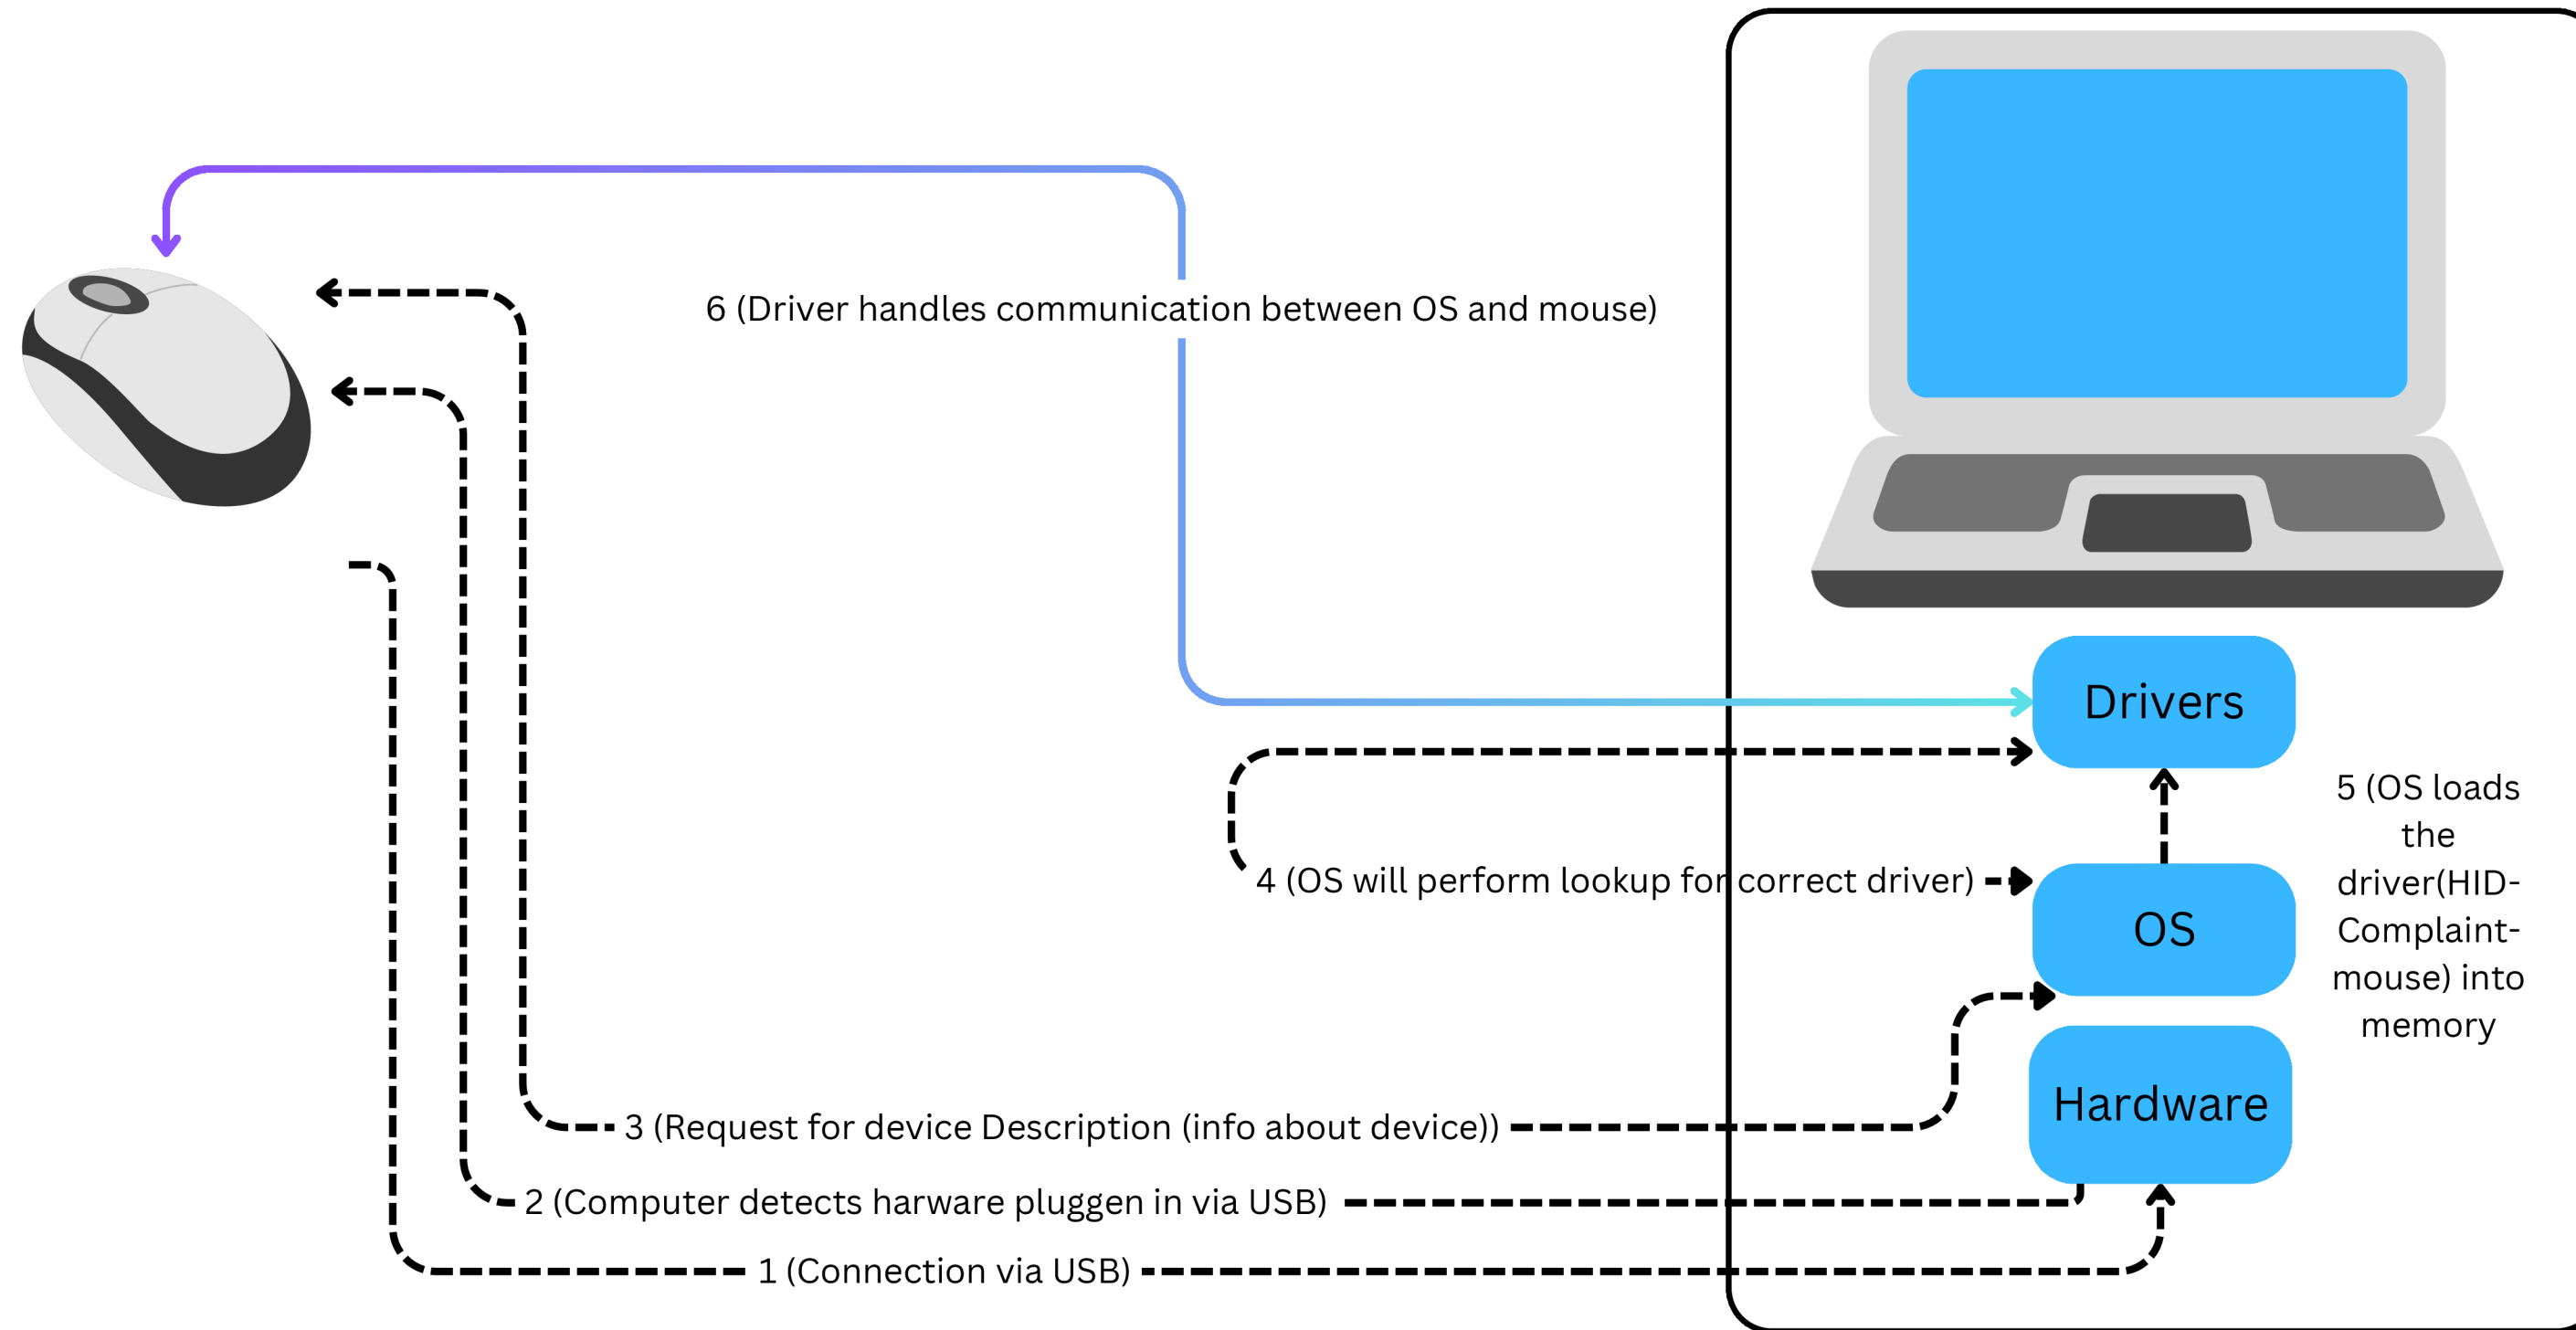 6 (Driver handles communication between OS and mouse)
Drivers
5 (OS loads
the
driver(HID-
Complaint-
mouse) into
memory
4 (OS will perform lookup for correct driver)
OS
Hardware
3 (Request for device Description (info about device))
2 (Computer detects harware pluggen in via USB)
1 (Connection via USB)